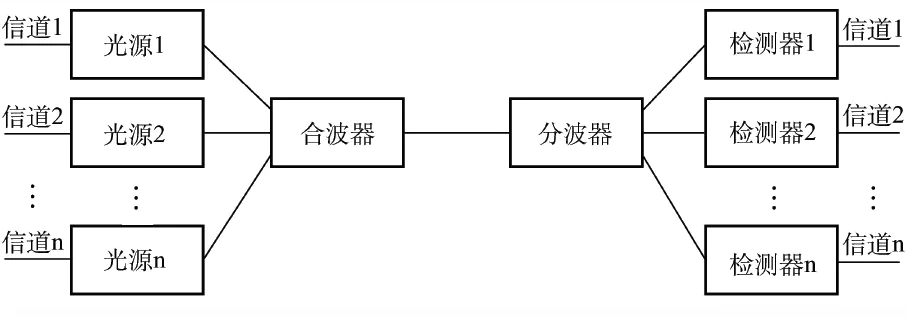 信道1
光源1
检测器1
信道1
信道2
光源2
合波器
分波器
检测器2
信道2
⋮
⋮
⋮
⋮
信道n
光源n
检测器n
信道n